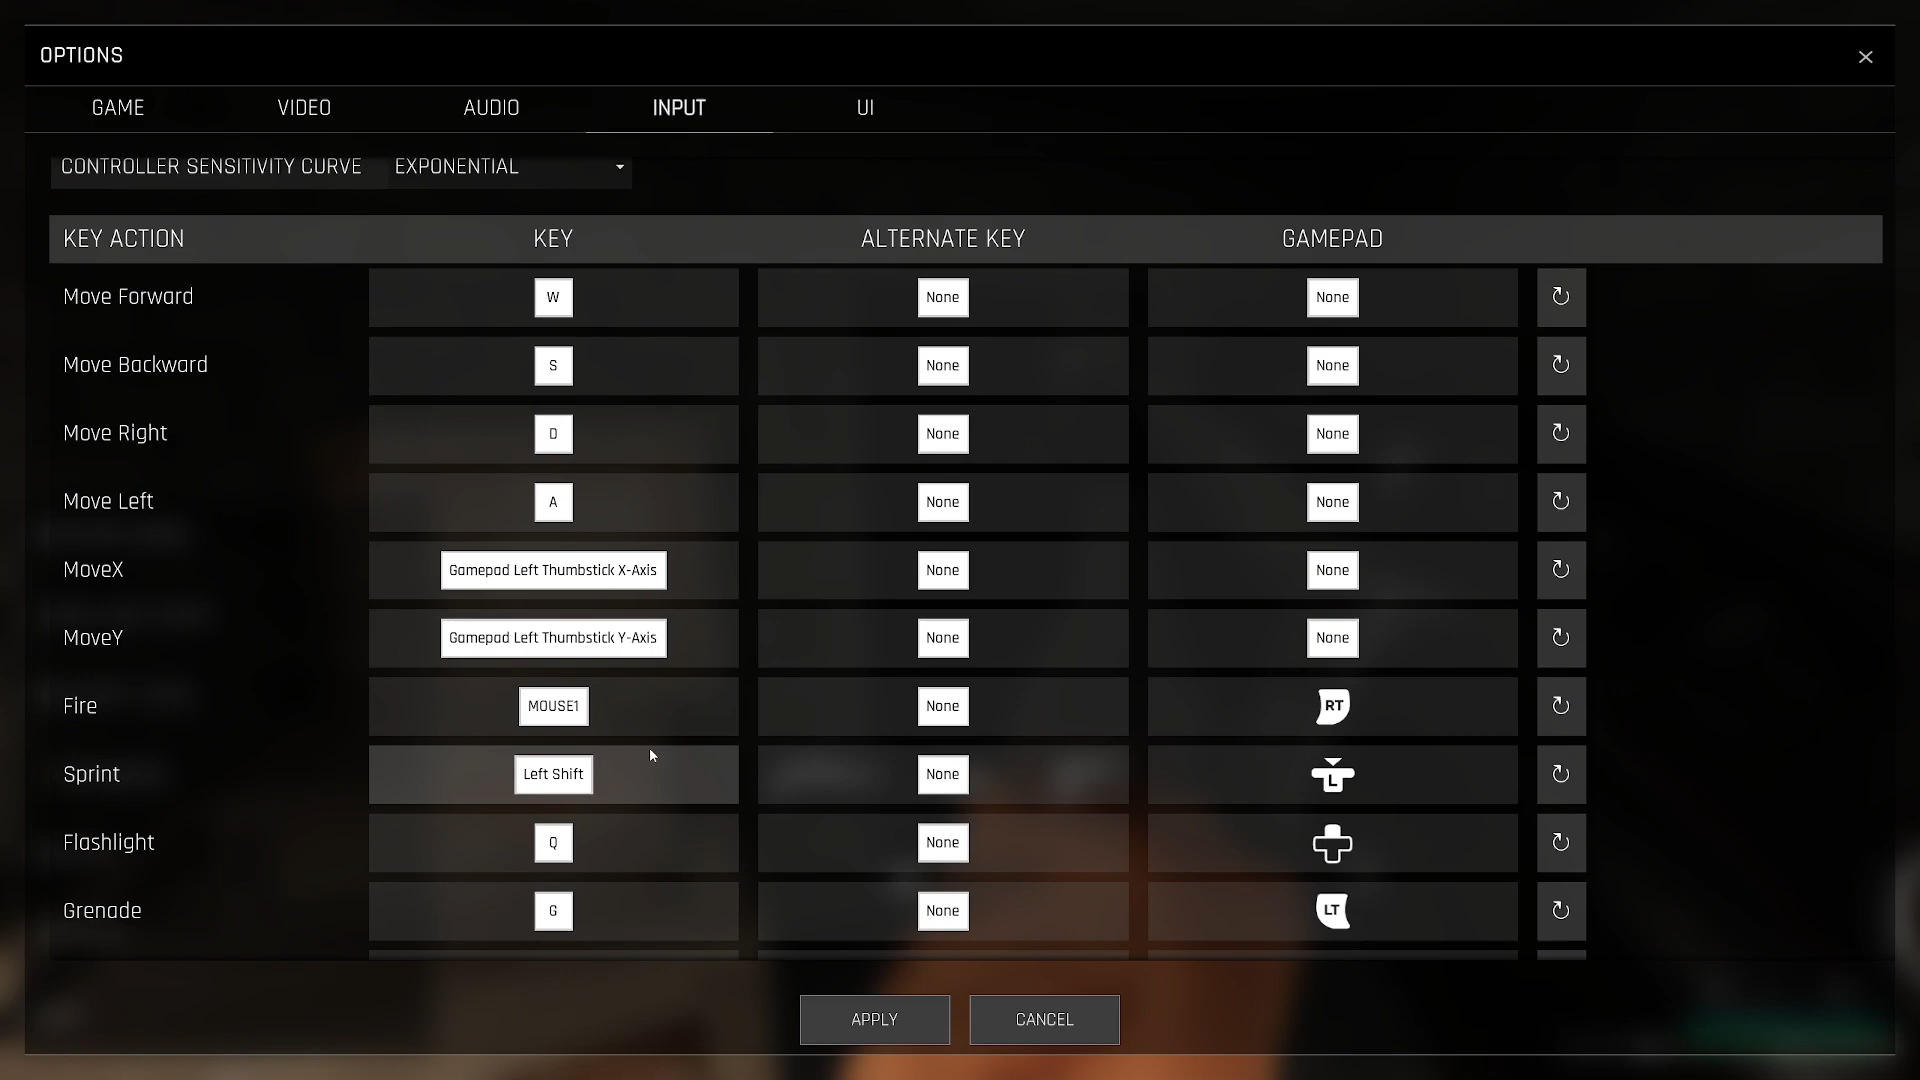 OPTIONS
GAME VIDEO AUDIO INPUT UI
CONTROLLER SENSITIVITY CURVE EXPONENTIAL
KEY ACTION KEY ALTERNATE KEY GAMEPAD
Move Forward W None None
Move Backward S None None
Move Right D None None
Move Left A None None
MoveX Gamepad Left Thumbstick X-Axis None None
MoveY Gamepad Left Thumbstick Y-Axis None None
Fire MOUSE1 None RT
Sprint Left Shift None L
Flashlight Q None
Grenade G None LT
APPLY CANCEL